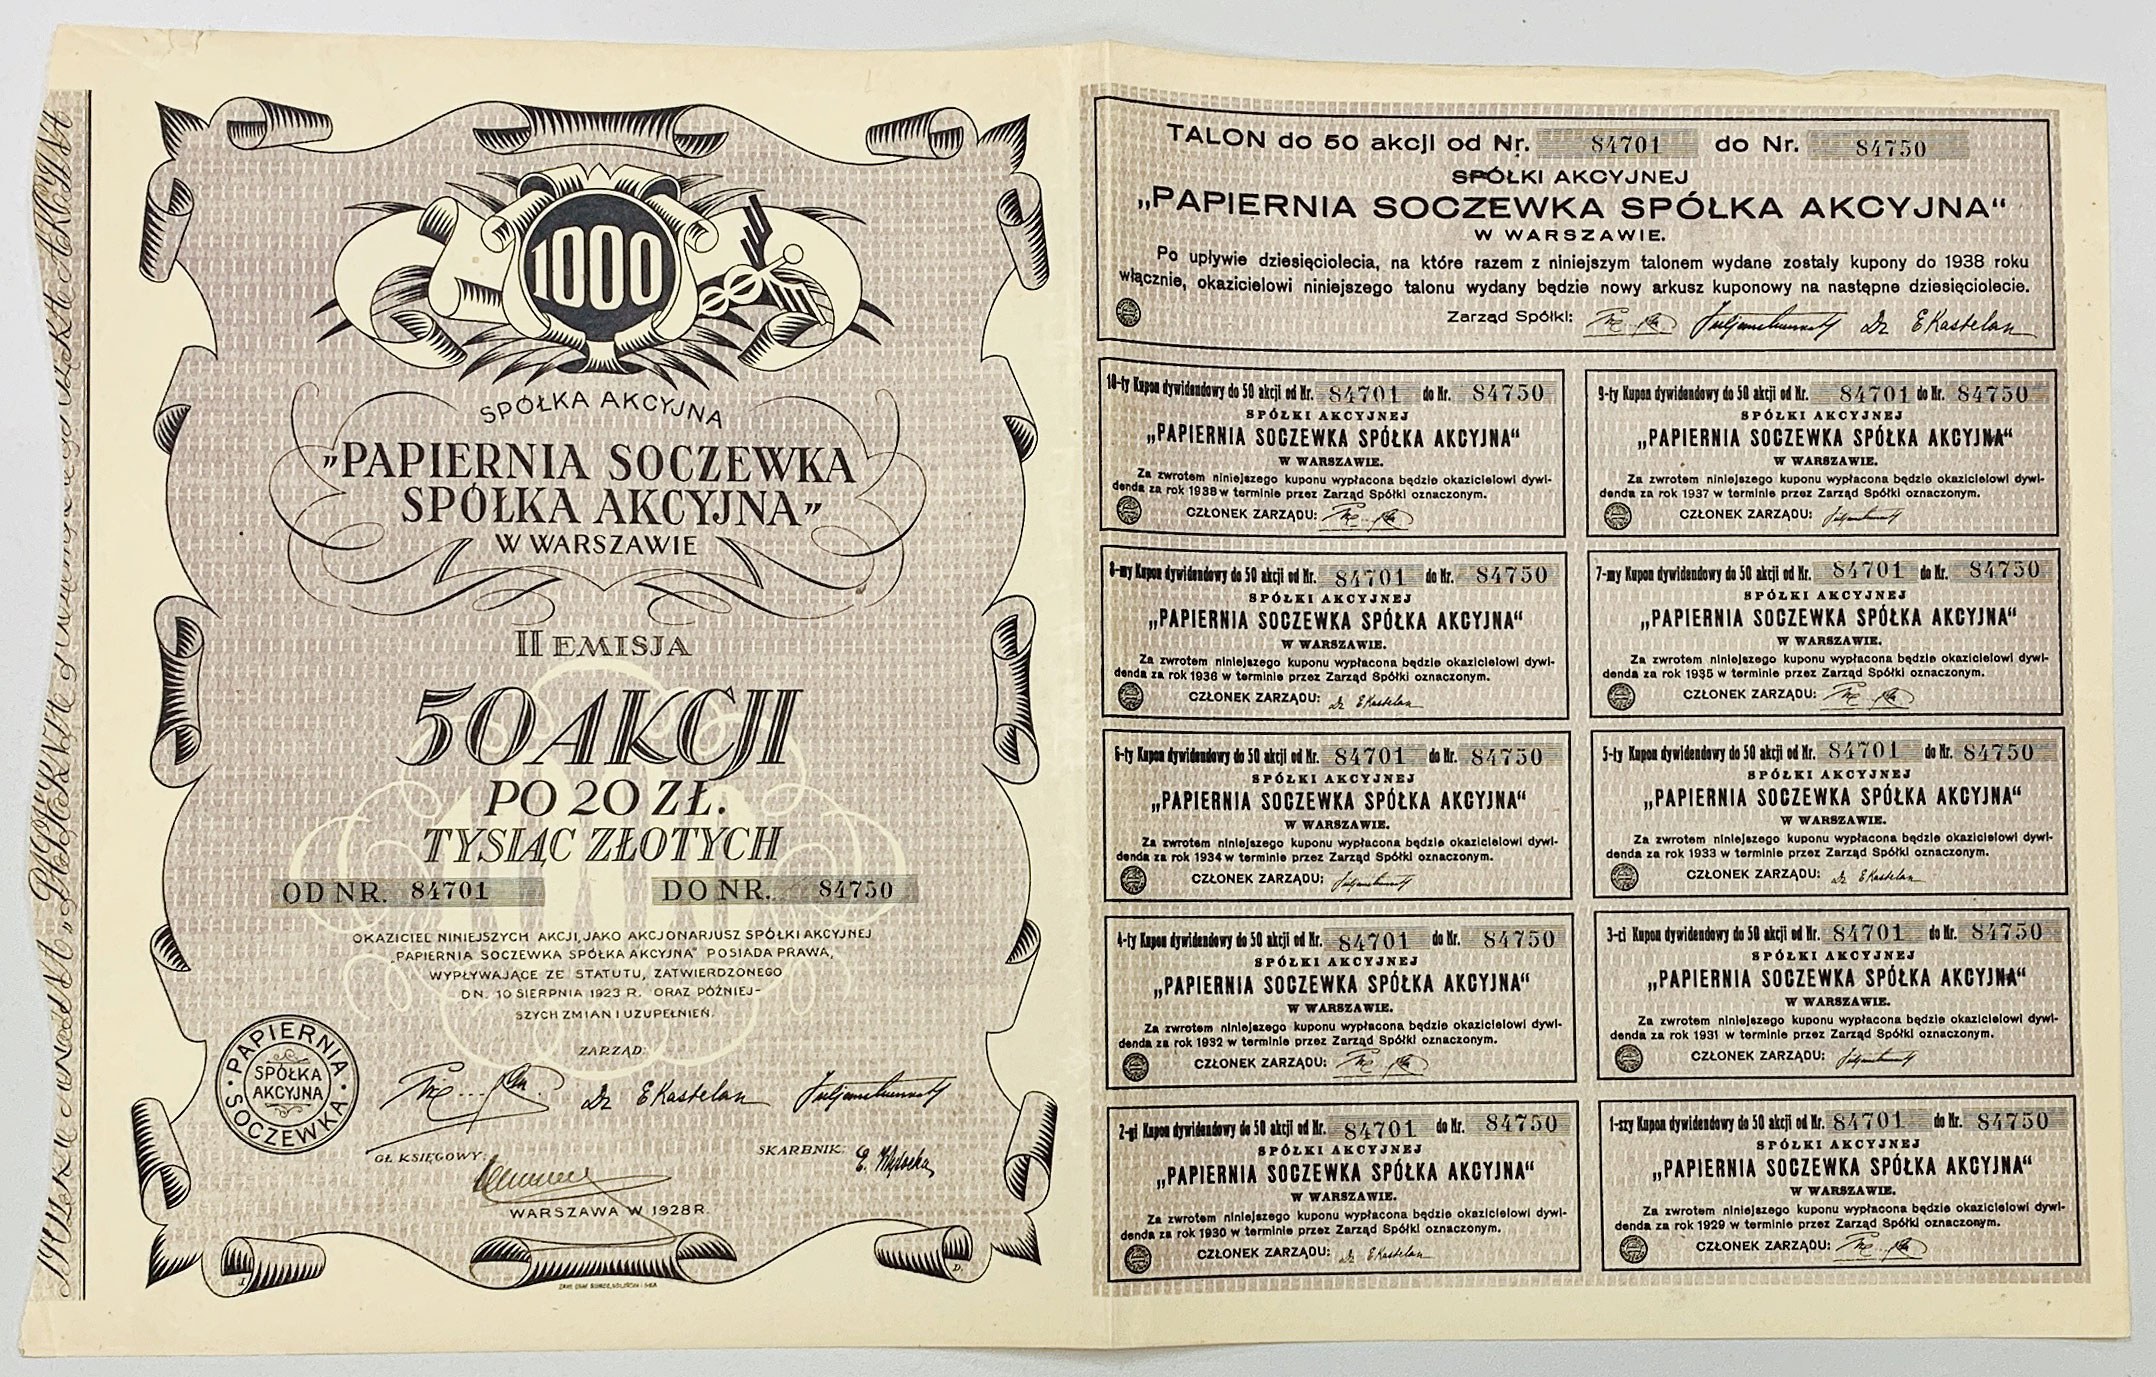 1000
SPÓŁKA AKCYJNA
„PAPIERNIA SOCZEWKA
SPÓŁKA AKCYJNA”
W WARSZAWIE
II EMISJA
50 AKCJI
PO 20 ZŁ.
TYSIĄC ZŁOTYCH
OD NR. 84701 DO NR. 84750
OKAZICIEL NINIEJSZYCH AKCJI, JAKO AKCJONARJUSZ SPÓŁKI AKCYJNEJ
„PAPIERNIA SOCZEWKA SPÓŁKA AKCYJNA” POSIADA PRAWA,
WYPŁYWAJĄCE ZE STATUTU, ZATWIERDZONEGO
DN. 10 SIERPNIA 1923 R. ORAZ PÓŹNIEJ-
SZYCH ZMIAN I UZUPEŁNIEŃ.
ZARZĄD:
Dr E Kastelan
PAPIERNIA SOCZEWKA
SPÓŁKA
AKCYJNA
GŁ. KSIĘGOWY: SKARBNIK:
WARSZAWA W 1928 R.
TALON do 50 akcji od Nr. 84701 do Nr. 84750
SPÓŁKI AKCYJNEJ
„PAPIERNIA SOCZEWKA SPÓŁKA AKCYJNA“
W WARSZAWIE.
Po upływie dziesięciolecia, na które razem z niniejszym talonem wydane zostały kupony do 1938 roku
włącznie, okazicielowi niniejszego talonu wydany będzie nowy arkusz kuponowy na następne dziesięciolecie.
Zarząd Spółki: Dr E Kastelan
10-ty Kupon dywidendowy do 50 akcji od Nr. 84701 do Nr. 84750
SPÓŁKI AKCYJNEJ
„PAPIERNIA SOCZEWKA SPÓŁKA AKCYJNA“
W WARSZAWIE.
Za zwrotem niniejszego kuponu wypłacona będzie okazicielowi dywi-
denda za rok 1938 w terminie przez Zarząd Spółki oznaczonym.
CZŁONEK ZARZĄDU:
9-ty Kupon dywidendowy do 50 akcji od Nr. 84701 do Nr. 84750
SPÓŁKI AKCYJNEJ
„PAPIERNIA SOCZEWKA SPÓŁKA AKCYJNA“
W WARSZAWIE.
Za zwrotem niniejszego kuponu wypłacona będzie okazicielowi dywi-
denda za rok 1937 w terminie przez Zarząd Spółki oznaczonym.
CZŁONEK ZARZĄDU:
8-my Kupon dywidendowy do 50 akcji od Nr. 84701 do Nr. 84750
SPÓŁKI AKCYJNEJ
„PAPIERNIA SOCZEWKA SPÓŁKA AKCYJNA“
W WARSZAWIE.
Za zwrotem niniejszego kuponu wypłacona będzie okazicielowi dywi-
denda za rok 1936 w terminie przez Zarząd Spółki oznaczonym.
CZŁONEK ZARZĄDU: Dr E Kastelan
7-my Kupon dywidendowy do 50 akcji od Nr. 84701 do Nr. 84750
SPÓŁKI AKCYJNEJ
„PAPIERNIA SOCZEWKA SPÓŁKA AKCYJNA“
W WARSZAWIE.
Za zwrotem niniejszego kuponu wypłacona będzie okazicielowi dywi-
denda za rok 1935 w terminie przez Zarząd Spółki oznaczonym.
CZŁONEK ZARZĄDU:
6-ty Kupon dywidendowy do 50 akcji od Nr. 84701 do Nr. 84750
SPÓŁKI AKCYJNEJ
„PAPIERNIA SOCZEWKA SPÓŁKA AKCYJNA“
W WARSZAWIE.
Za zwrotem niniejszego kuponu wypłacona będzie okazicielowi dywi-
denda za rok 1934 w terminie przez Zarząd Spółki oznaczonym.
CZŁONEK ZARZĄDU:
5-ty Kupon dywidendowy do 50 akcji od Nr. 84701 do Nr. 84750
SPÓŁKI AKCYJNEJ
„PAPIERNIA SOCZEWKA SPÓŁKA AKCYJNA“
W WARSZAWIE.
Za zwrotem niniejszego kuponu wypłacona będzie okazicielowi dywi-
denda za rok 1933 w terminie przez Zarząd Spółki oznaczonym.
CZŁONEK ZARZĄDU: Dr E Kastelan
4-ty Kupon dywidendowy do 50 akcji od Nr. 84701 do Nr. 84750
SPÓŁKI AKCYJNEJ
„PAPIERNIA SOCZEWKA SPÓŁKA AKCYJNA“
W WARSZAWIE.
Za zwrotem niniejszego kuponu wypłacona będzie okazicielowi dywi-
denda za rok 1932 w terminie przez Zarząd Spółki oznaczonym.
CZŁONEK ZARZĄDU:
3-ci Kupon dywidendowy do 50 akcji od Nr. 84701 do Nr. 84750
SPÓŁKI AKCYJNEJ
„PAPIERNIA SOCZEWKA SPÓŁKA AKCYJNA“
W WARSZAWIE.
Za zwrotem niniejszego kuponu wypłacona będzie okazicielowi dywi-
denda za rok 1931 w terminie przez Zarząd Spółki oznaczonym.
CZŁONEK ZARZĄDU:
2-gi Kupon dywidendowy do 50 akcji od Nr. 84701 do Nr. 84750
SPÓŁKI AKCYJNEJ
„PAPIERNIA SOCZEWKA SPÓŁKA AKCYJNA“
W WARSZAWIE.
Za zwrotem niniejszego kuponu wypłacona będzie okazicielowi dywi-
denda za rok 1930 w terminie przez Zarząd Spółki oznaczonym.
CZŁONEK ZARZĄDU: Dr E Kastelan
1-szy Kupon dywidendowy do 50 akcji od Nr. 84701 do Nr. 84750
SPÓŁKI AKCYJNEJ
„PAPIERNIA SOCZEWKA SPÓŁKA AKCYJNA“
W WARSZAWIE.
Za zwrotem niniejszego kuponu wypłacona będzie okazicielowi dywi-
denda za rok 1929 w terminie przez Zarząd Spółki oznaczonym.
CZŁONEK ZARZĄDU: